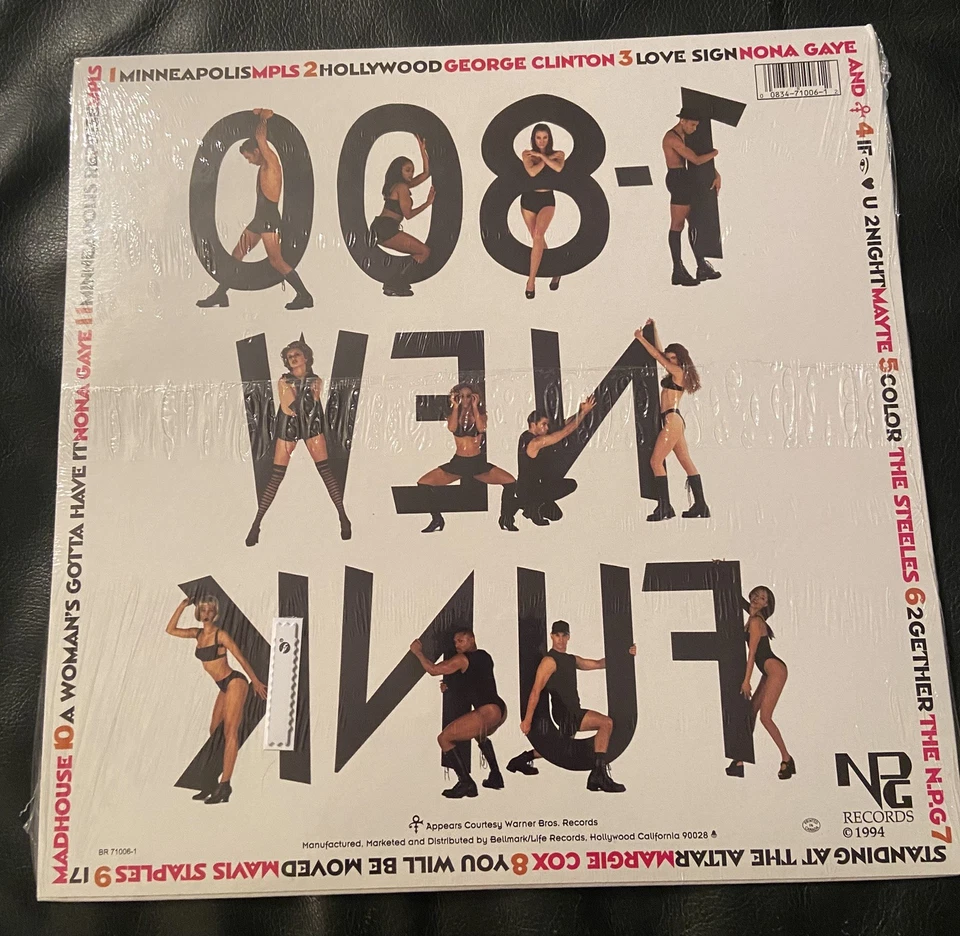 1 MINNEAPOLIS MPLS 2 HOLLYWOOD GEORGE CLINTON 3 LOVE SIGN NONA GAYE
AND 4 IF ♥ U 2NIGHT MAYTE 5 COLOR THE STEELES 6 2GETHER THE N.P.G 7
STANDING AT THE ALTAR MARGIE COX 8 YOU WILL BE MOVED MAVIS STAPLES 9 17
MADHOUSE 10 A WOMAN'S GOTTA HAVE IT NONA GAYE 11 MINNEAPOLIS MPLS
0 0834-71006-1 2
1-800
NEW
FUNK
NPG
RECORDS
© 1994
Appears Courtesy Warner Bros. Records
Manufactured, Marketed and Distributed by Bellmark/Life Records, Hollywood California 90028
BR 71006-1